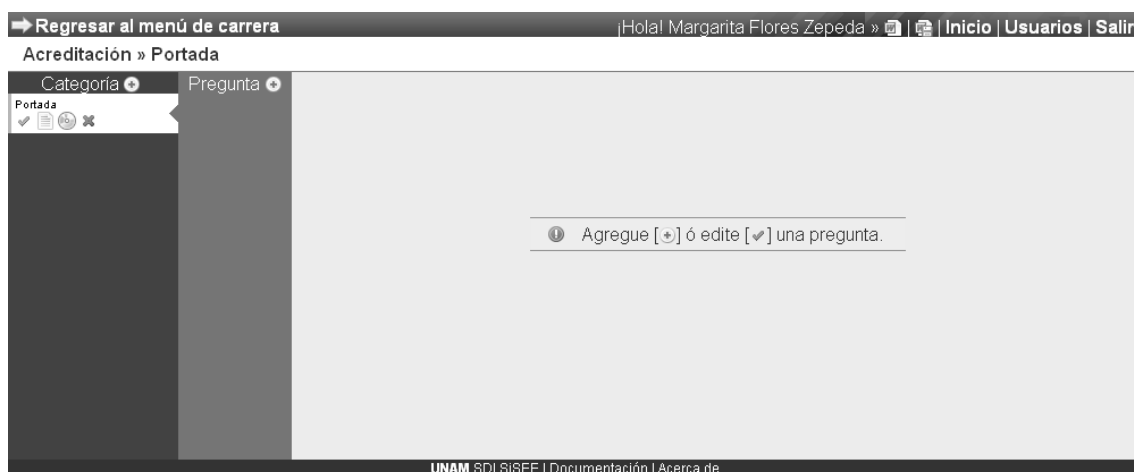 Regresar al menú de carrera
¡Hola! Margarita Flores Zepeda » | | Inicio | Usuarios | Salir
Acreditación » Portada
Categoría
Pregunta
Portada
Agregue [+] ó edite [✔] una pregunta.
UNAM SDI SiSEE | Documentación | Acerca de